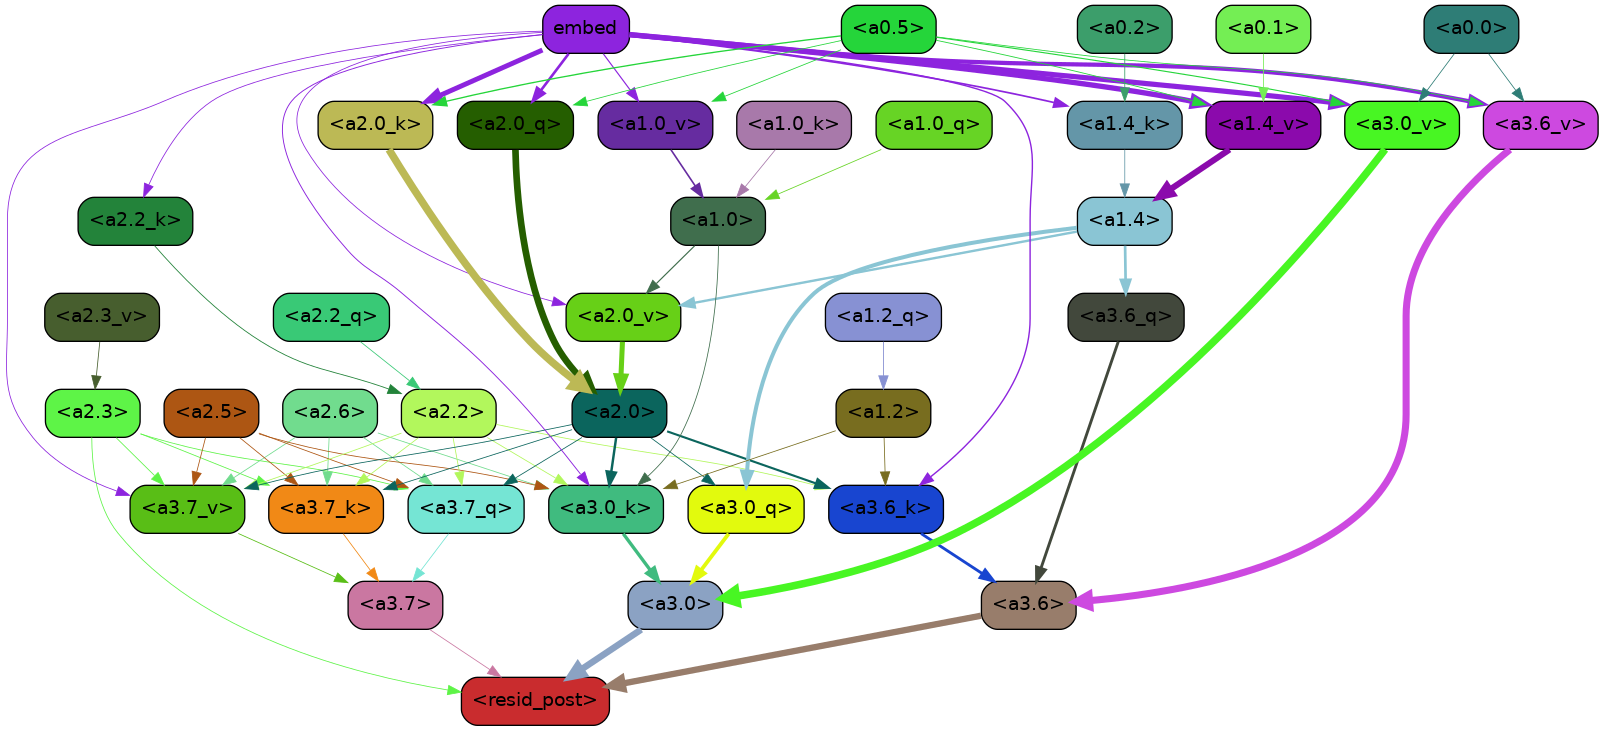 embed <a0.5> <a0.2> <a0.1> <a0.0>
<a2.0_k> <a2.0_q> <a1.0_v> <a1.0_k> <a1.0_q> <a1.4_k> <a1.4_v> <a3.0_v> <a3.6_v>
<a2.2_k> <a1.0> <a1.4>
<a2.3_v> <a2.2_q> <a2.0_v> <a1.2_q> <a3.6_q>
<a2.3> <a2.5> <a2.6> <a2.2> <a2.0> <a1.2>
<a3.7_v> <a3.7_k> <a3.7_q> <a3.0_k> <a3.0_q> <a3.6_k>
<a3.7> <a3.0> <a3.6>
<resid_post>